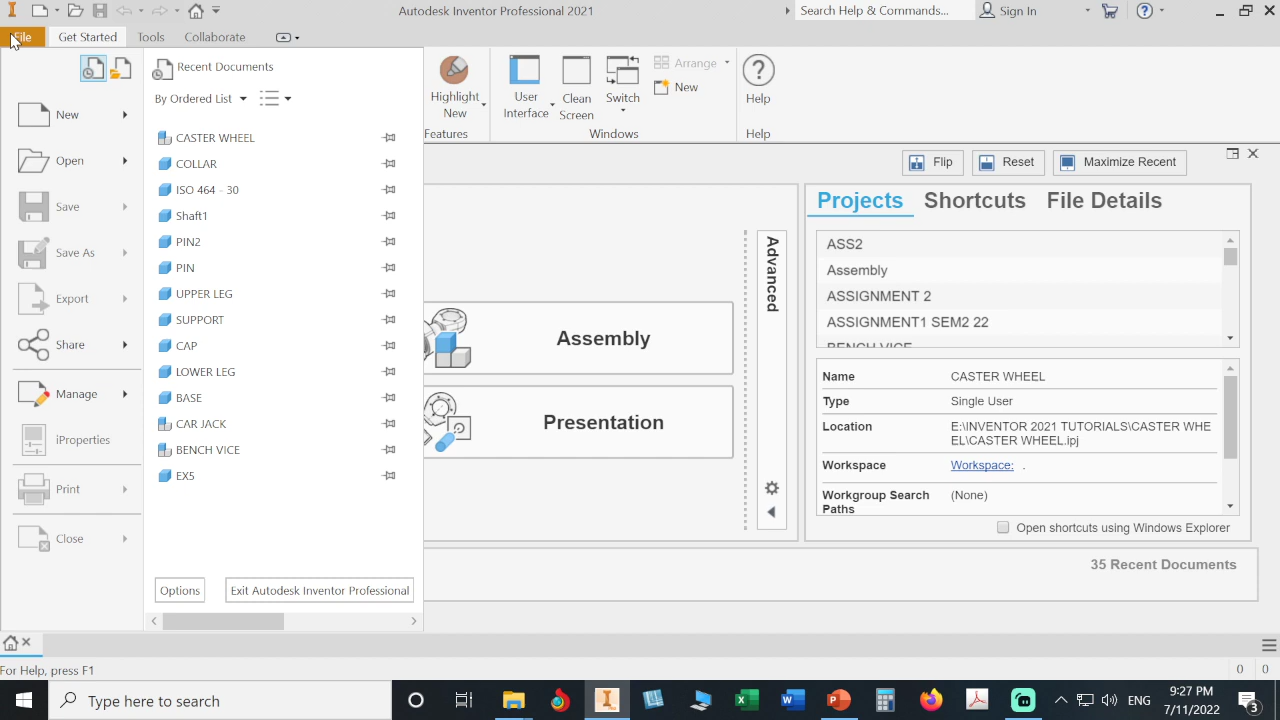 Autodesk Inventor Professional 2021
Search Help & Commands...
Sign In
File
Get Started
Tools
Collaborate
Recent Documents
By Ordered List
New
Open
Save
Save As
Export
Share
Manage
iProperties
Print
Close
CASTER WHEEL
COLLAR
ISO 464 - 30
Shaft1
PIN2
PIN
UPPER LEG
SUPPORT
CAP
LOWER LEG
BASE
CAR JACK
BENCH VICE
EX5
Options
Exit Autodesk Inventor Professional
Highlight
New
Features
User
Interface
Clean
Screen
Switch
Arrange
New
Windows
Help
Help
Flip
Reset
Maximize Recent
Assembly
Presentation
Advanced
Projects
Shortcuts
File Details
ASS2
Assembly
ASSIGNMENT 2
ASSIGNMENT1 SEM2 22
BENCH VICE
Name CASTER WHEEL
Type Single User
Location E:\INVENTOR 2021 TUTORIALS\CASTER WHE
EL\CASTER WHEEL.ipj
Workspace Workspace: .
Workgroup Search (None)
Paths
Open shortcuts using Windows Explorer
35 Recent Documents
For Help, press F1
0 0
Type here to search
ENG
9:27 PM
7/11/2022
3